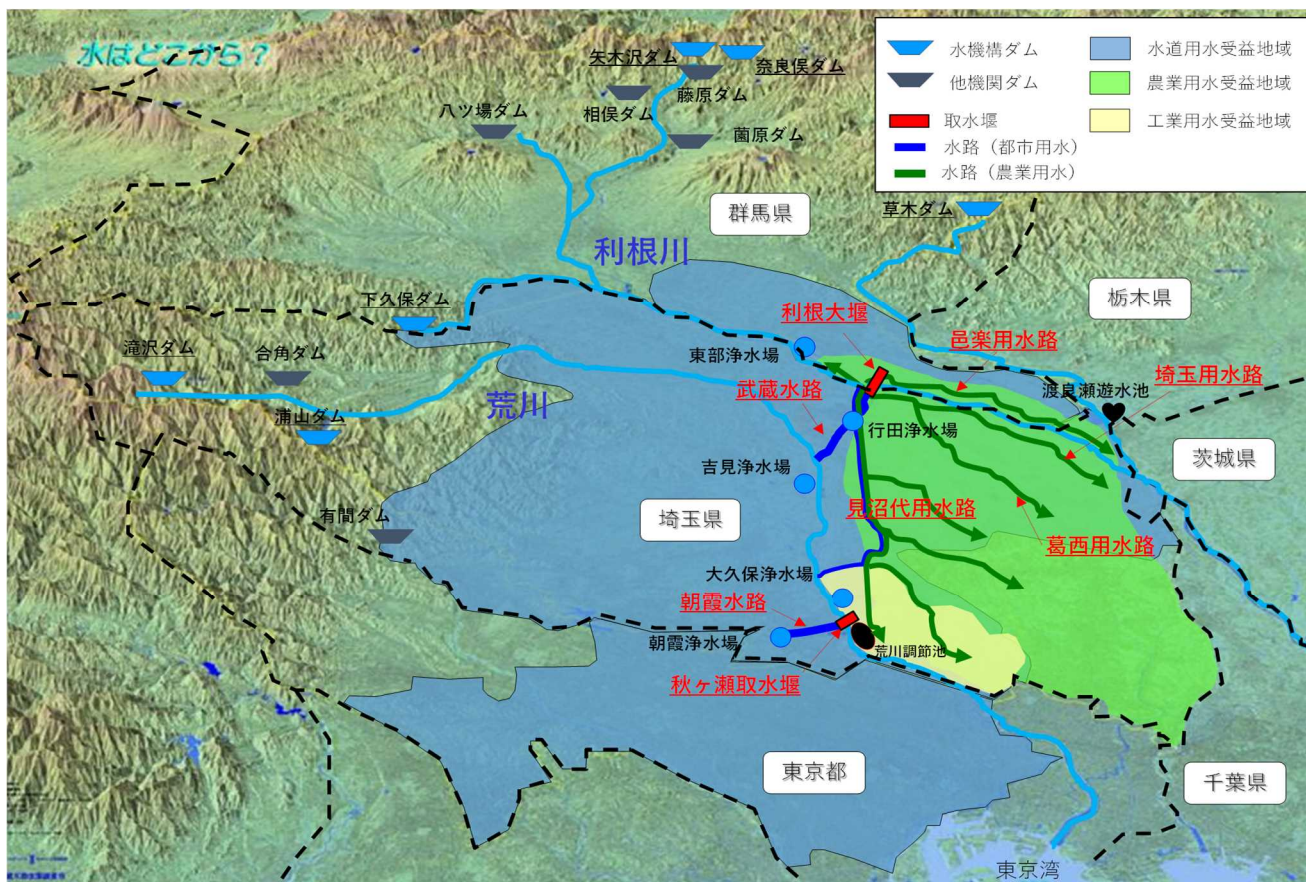 水はどこから?
水機構ダム
他機関ダム
取水堰
水路(都市用水)
水路(農業用水)
水道用水受益地域
農業用水受益地域
工業用水受益地域
矢木沢ダム
奈良俣ダム
藤原ダム
相俣ダム
八ツ場ダム
薗原ダム
群馬県
草木ダム
利根川
栃木県
下久保ダム
利根大堰
邑楽用水路
滝沢ダム
合角ダム
東部浄水場
渡良瀬遊水池
埼玉用水路
武蔵水路
荒川
浦山ダム
行田浄水場
茨城県
吉見浄水場
見沼代用水路
埼玉県
有間ダム
葛西用水路
大久保浄水場
朝霞水路
朝霞浄水場
荒川調節池
秋ヶ瀬取水堰
東京都
千葉県
東京湾